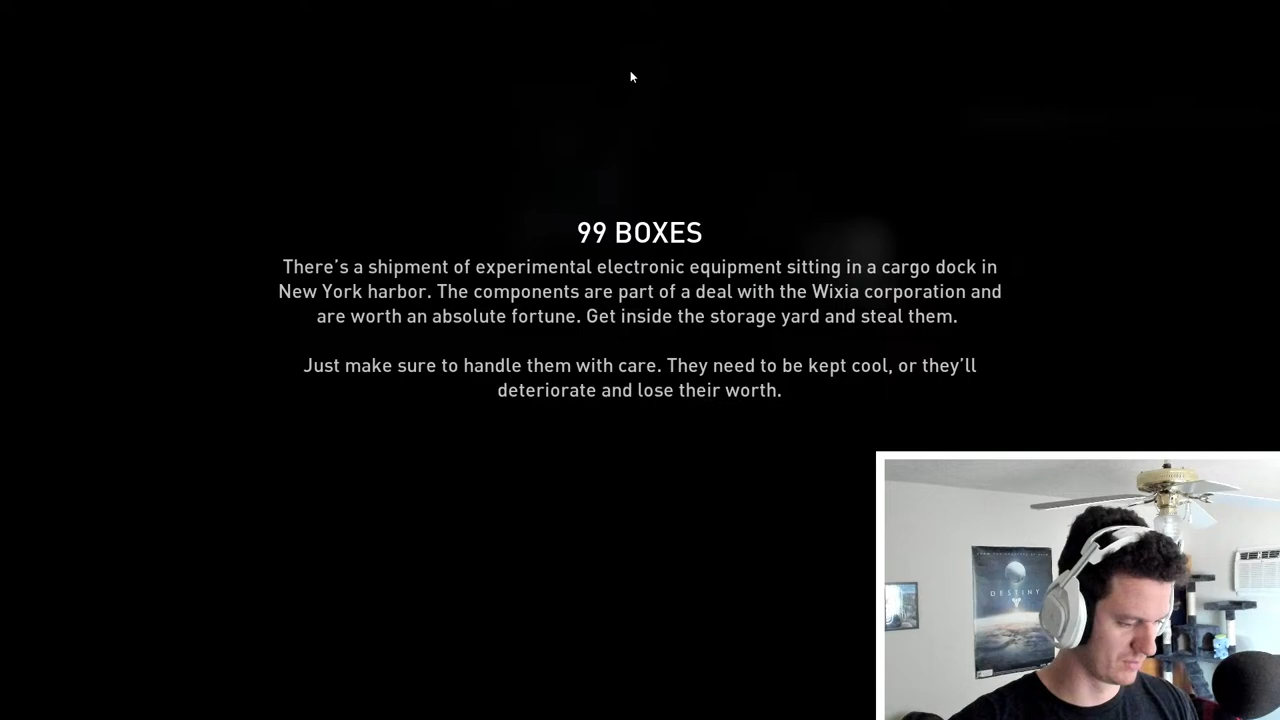 99 BOXES
There's a shipment of experimental electronic equipment sitting in a cargo dock in
New York harbor. The components are part of a deal with the Wixia corporation and
are worth an absolute fortune. Get inside the storage yard and steal them.
Just make sure to handle them with care. They need to be kept cool, or they'll
deteriorate and lose their worth.
DESTINY